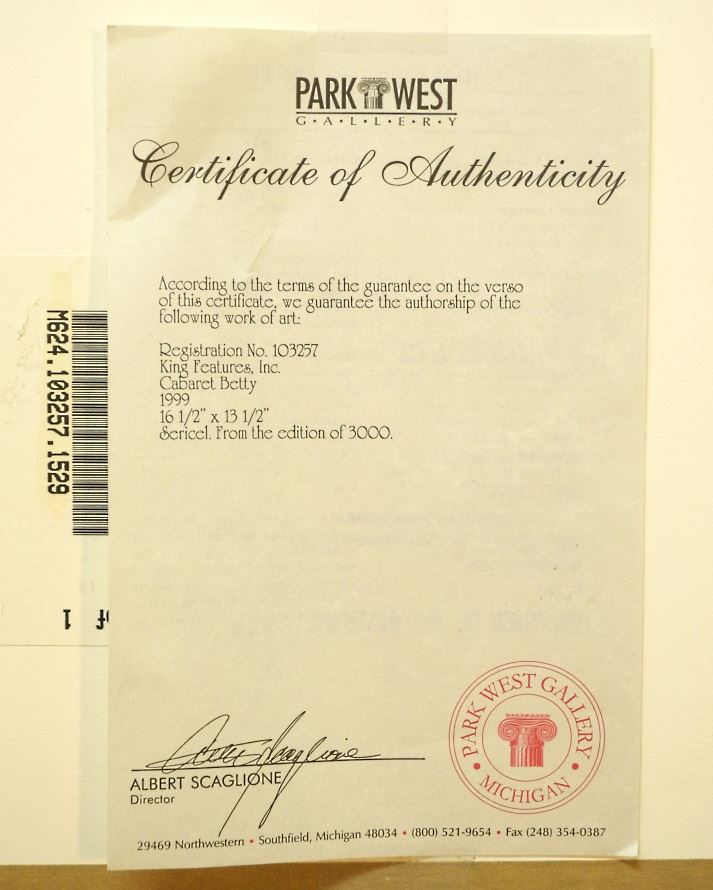 PARK WEST
G·A·L·L·E·R·Y
Certificate of Authenticity
According to the terms of the guarantee on the verso
of this certificate, we guarantee the authorship of the
following work of art:
Registration No. 103257
King Features, Inc.
Cabaret Betty
1999
16 1/2" x 13 1/2"
Sericel. From the edition of 3000.
M624.103257.1529
of 1
ALBERT SCAGLIONE
Director
PARK WEST GALLERY
• MICHIGAN •
29469 Northwestern • Southfield, Michigan 48034 • (800) 521-9654 • Fax (248) 354-0387